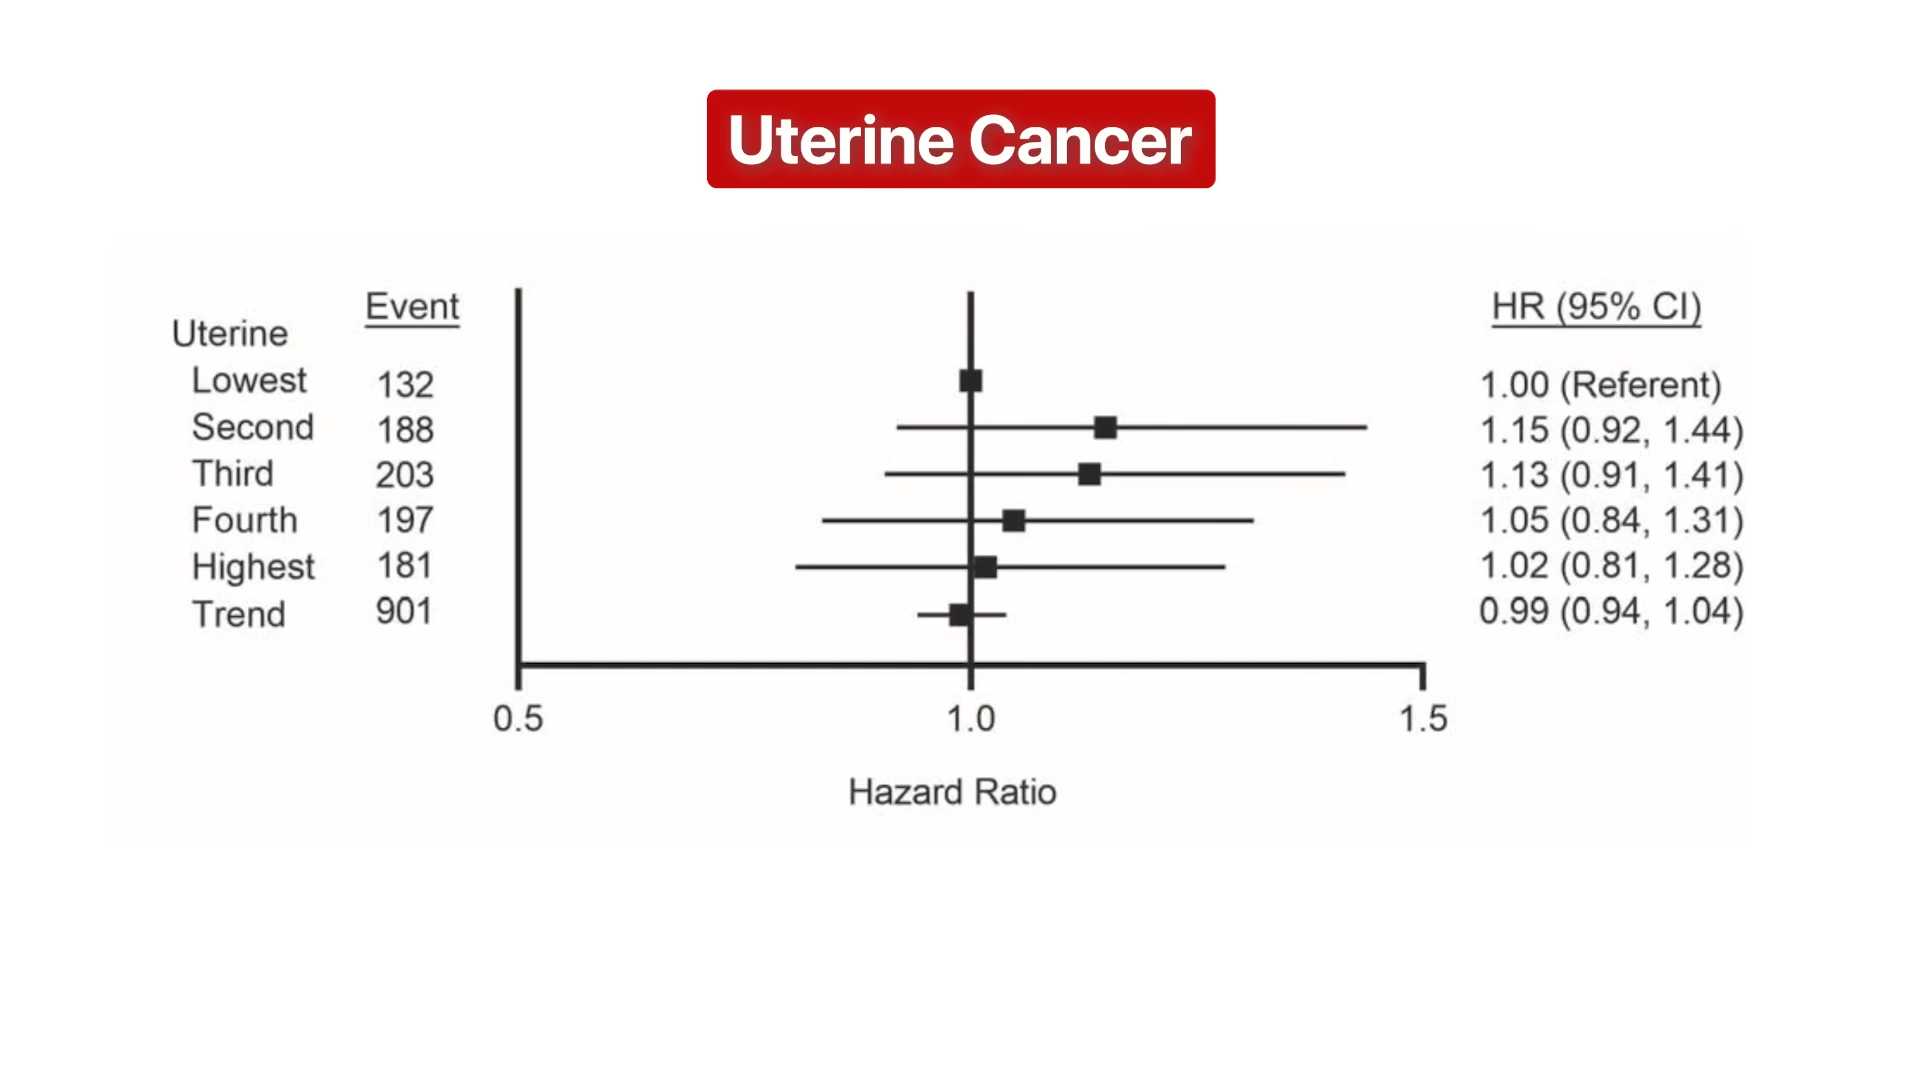 Uterine Cancer
Event HR (95% CI)
Uterine
Lowest 132 1.00 (Referent)
Second 188 1.15 (0.92, 1.44)
Third 203 1.13 (0.91, 1.41)
Fourth 197 1.05 (0.84, 1.31)
Highest 181 1.02 (0.81, 1.28)
Trend 901 0.99 (0.94, 1.04)
0.5 1.0 1.5
Hazard Ratio